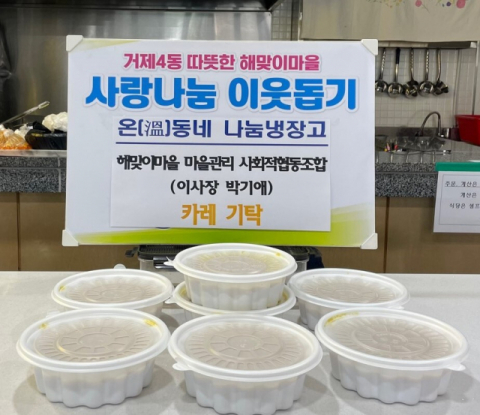 거제4동 따뜻한 해맞이마을
사랑나눔 이웃돕기
온(溫)동네 나눔냉장고
해맞이마을 마을관리 사회적협동조합
(이사장 박기애)
카레 기탁